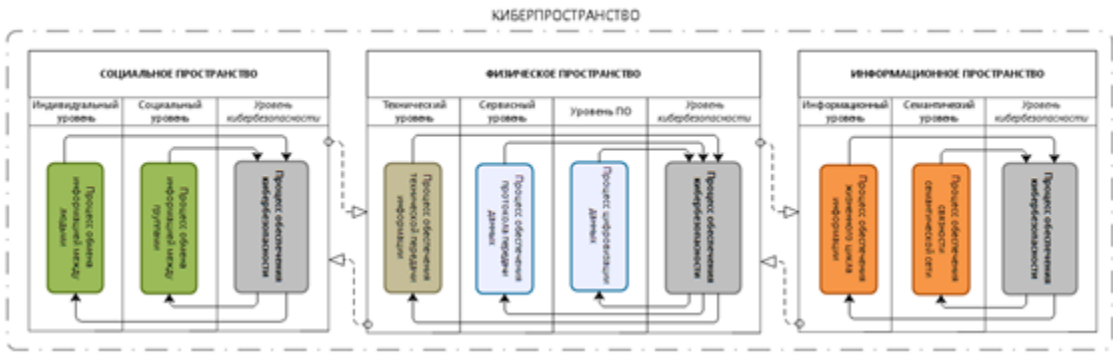 КИБЕРПРОСТРАНСТВО
СОЦИАЛЬНОЕ ПРОСТРАНСТВО
Индивидуальный
уровень
Социальный
уровень
Уровень
кибербезопасности
Процесс обмена
информацией между
людьми
Процесс обмена
информацией между
группами
Процесс обеспечения
кибербезопасности
ФИЗИЧЕСКОЕ ПРОСТРАНСТВО
Технический
уровень
Сервисный
уровень
Уровень ПО
Уровень
кибербезопасности
Процесс обеспечения
технической передачи
информации
Процесс обеспечения
протокола передачи
данных
Процесс цифровизации
данных
Процесс обеспечения
кибербезопасности
ИНФОРМАЦИОННОЕ ПРОСТРАНСТВО
Информационный
уровень
Семантический
уровень
Уровень
кибербезопасности
Процесс обеспечения
жизненного цикла
информации
Процесс обеспечения
связности
семантической сети
Процесс обеспечения
кибербезопасности